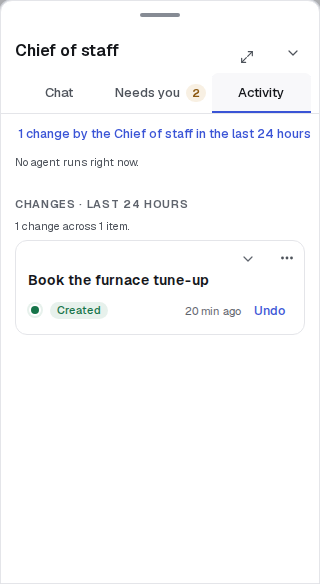 Chief of staff
Chat
Needs you 2
Activity
1 change by the Chief of staff in the last 24 hours
No agent runs right now.
CHANGES · LAST 24 HOURS
1 change across 1 item.
Book the furnace tune-up
Created
20 min ago
Undo